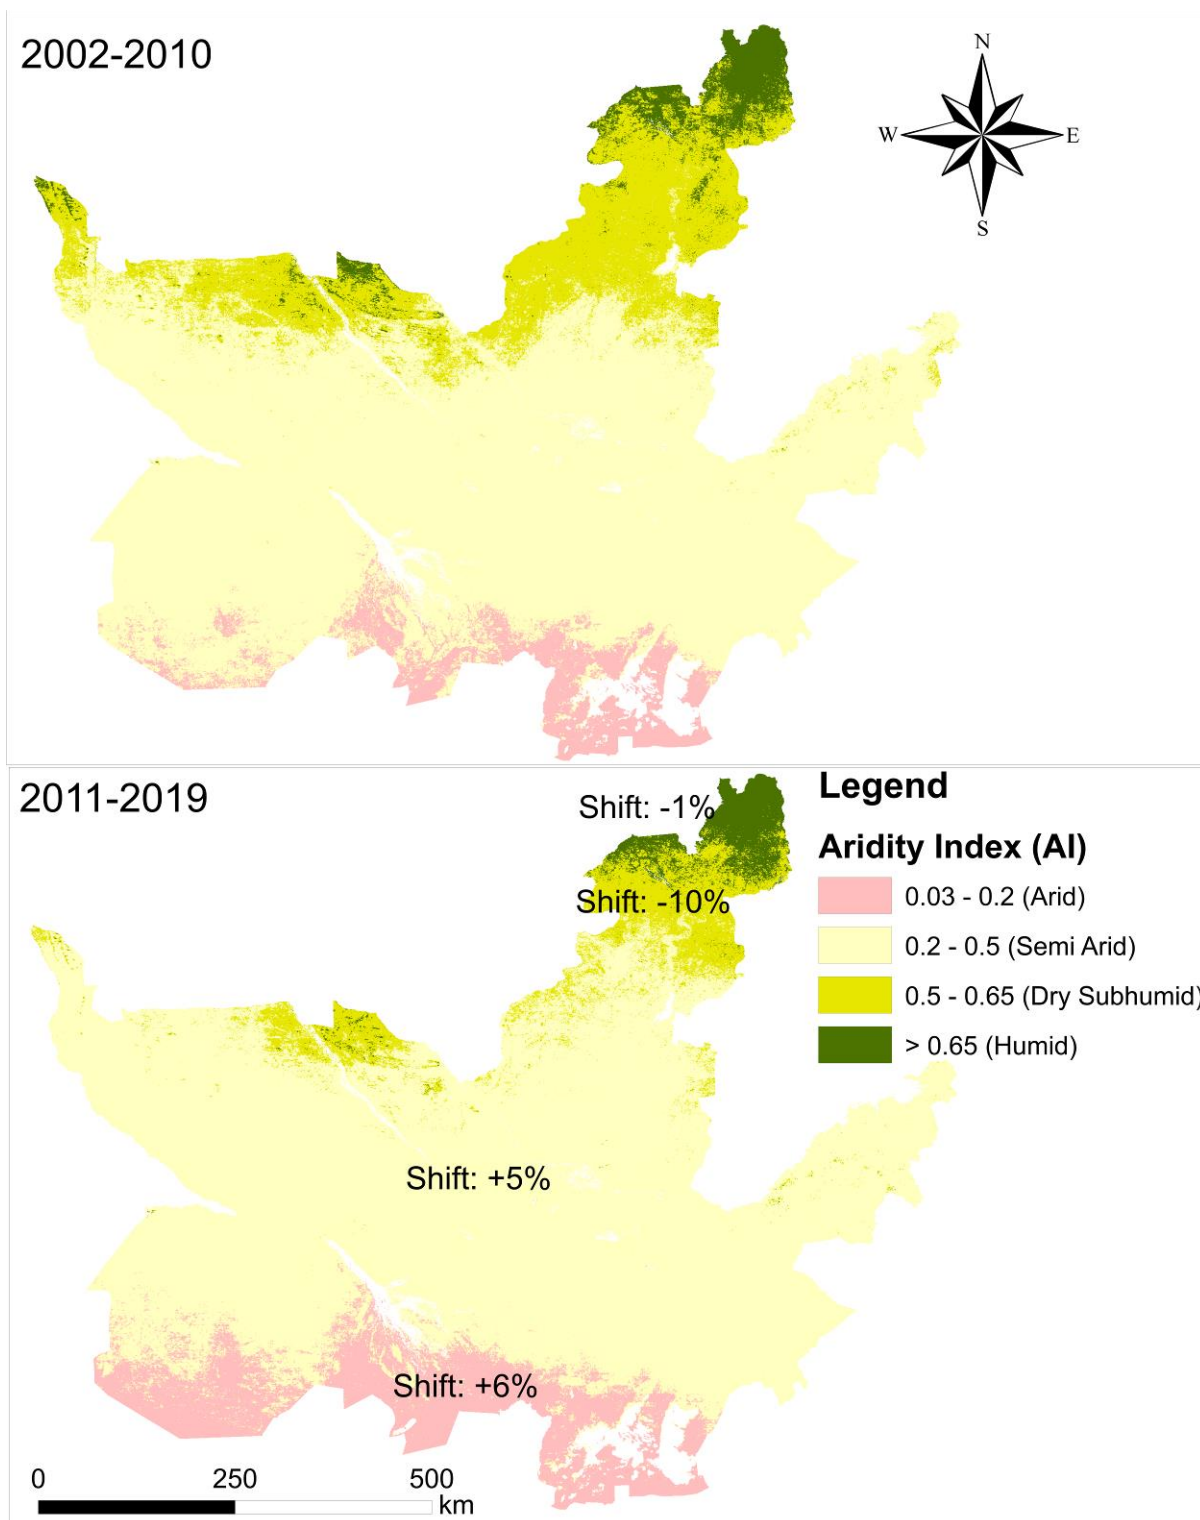 2002-2010
N
W
E
S
2011-2019
Shift: -1%
Shift: -10%
Shift: +5%
Shift: +6%
Legend
Aridity Index (AI)
0.03 - 0.2 (Arid)
0.2 - 0.5 (Semi Arid)
0.5 - 0.65 (Dry Subhumid)
> 0.65 (Humid)
0 250 500
km